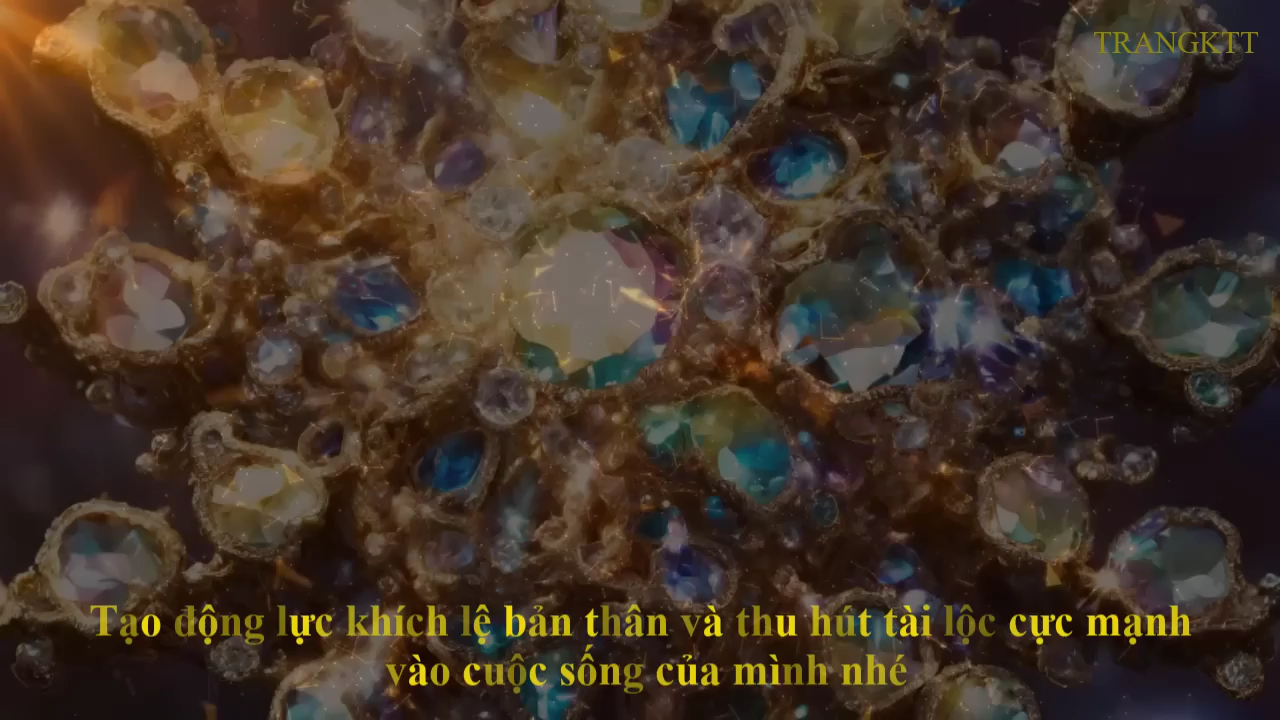 TRANGKTT
Tạo động lực khích lệ bản thân và thu hút tài lộc cực mạnh
vào cuộc sống của mình nhé